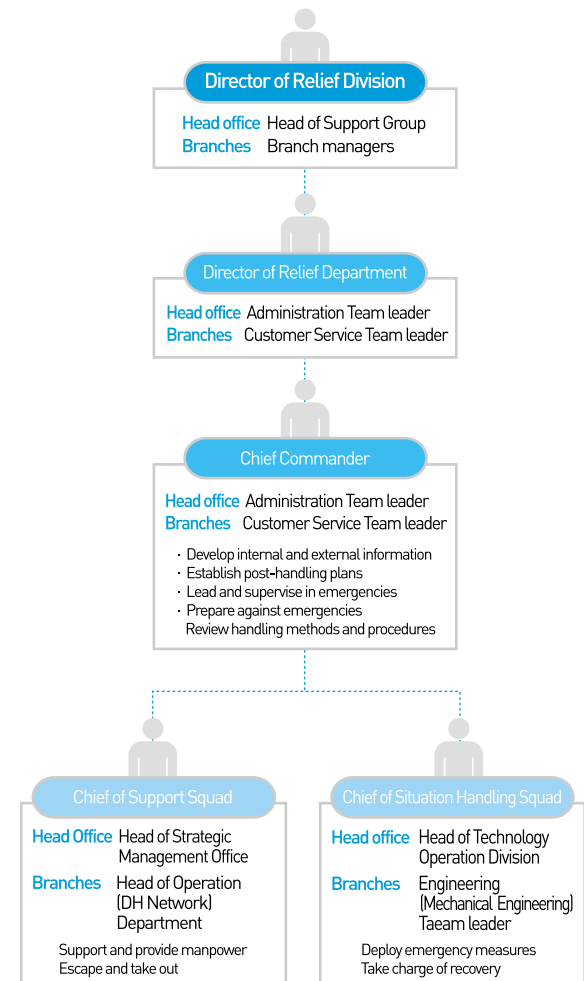 Director of Relief Division
Head office Head of Support Group
Branches Branch managers
Director of Relief Department
Head office Administration Team leader
Branches Customer Service Team leader
Chief Commander
Head office Administration Team leader
Branches Customer Service Team leader
· Develop internal and external information
· Establish post-handling plans
· Lead and supervise in emergencies
· Prepare against emergencies
Review handling methods and procedures
Chief of Support Squad
Head Office Head of Strategic
Management Office
Branches Head of Operation
(DH Network)
Department
Support and provide manpower
Escape and take out
Chief of Situation Handling Squad
Head office Head of Technology
Operation Division
Branches Engineering
(Mechanical Engineering)
Taeam leader
Deploy emergency measures
Take charge of recovery